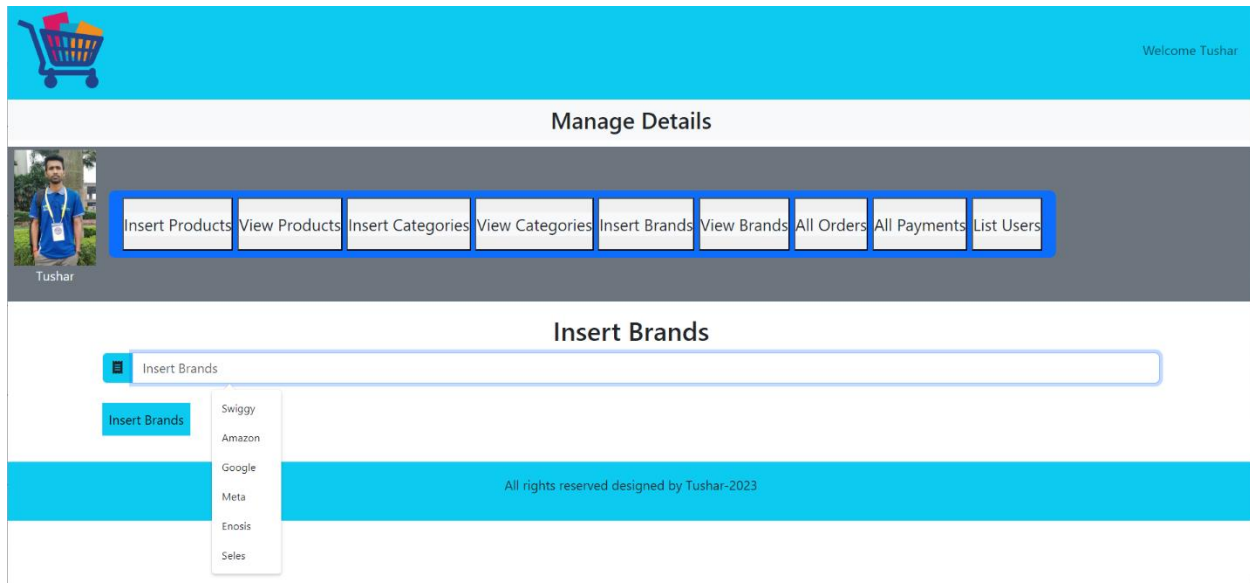 Welcome Tushar
Manage Details
Insert Products View Products Insert Categories View Categories Insert Brands View Brands All Orders All Payments List Users
Tushar
Insert Brands
Insert Brands
Insert Brands
Swiggy
Amazon
Google
Meta
Enosis
Seles
All rights reserved designed by Tushar-2023